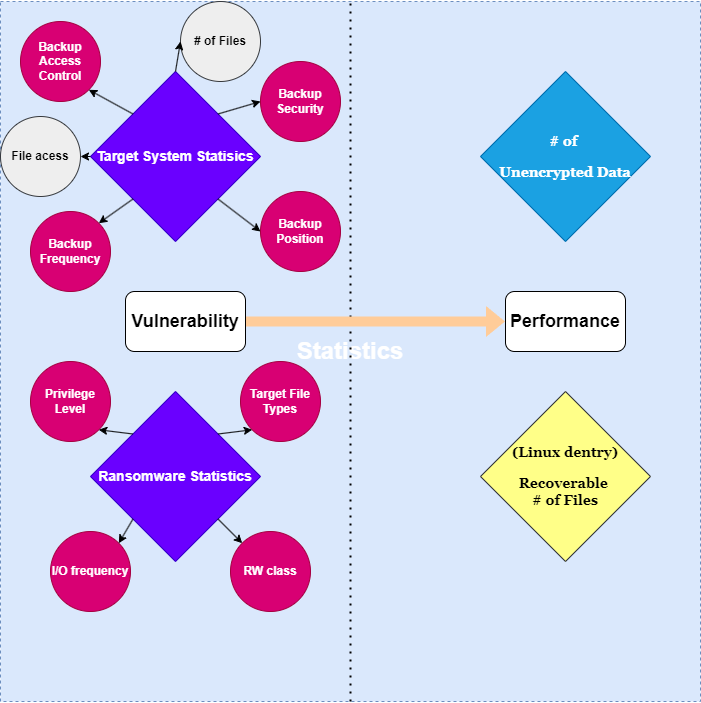 # of Files
Backup
Access
Control
Backup
Security
File acess
Target System Statisics
Backup
Frequency
Backup
Position
# of
Unencrypted Data
Vulnerability
Performance
Statistics
Privilege
Level
Target File
Types
Ransomware Statistics
I/O frequency
RW class
(Linux dentry)
Recoverable
# of Files